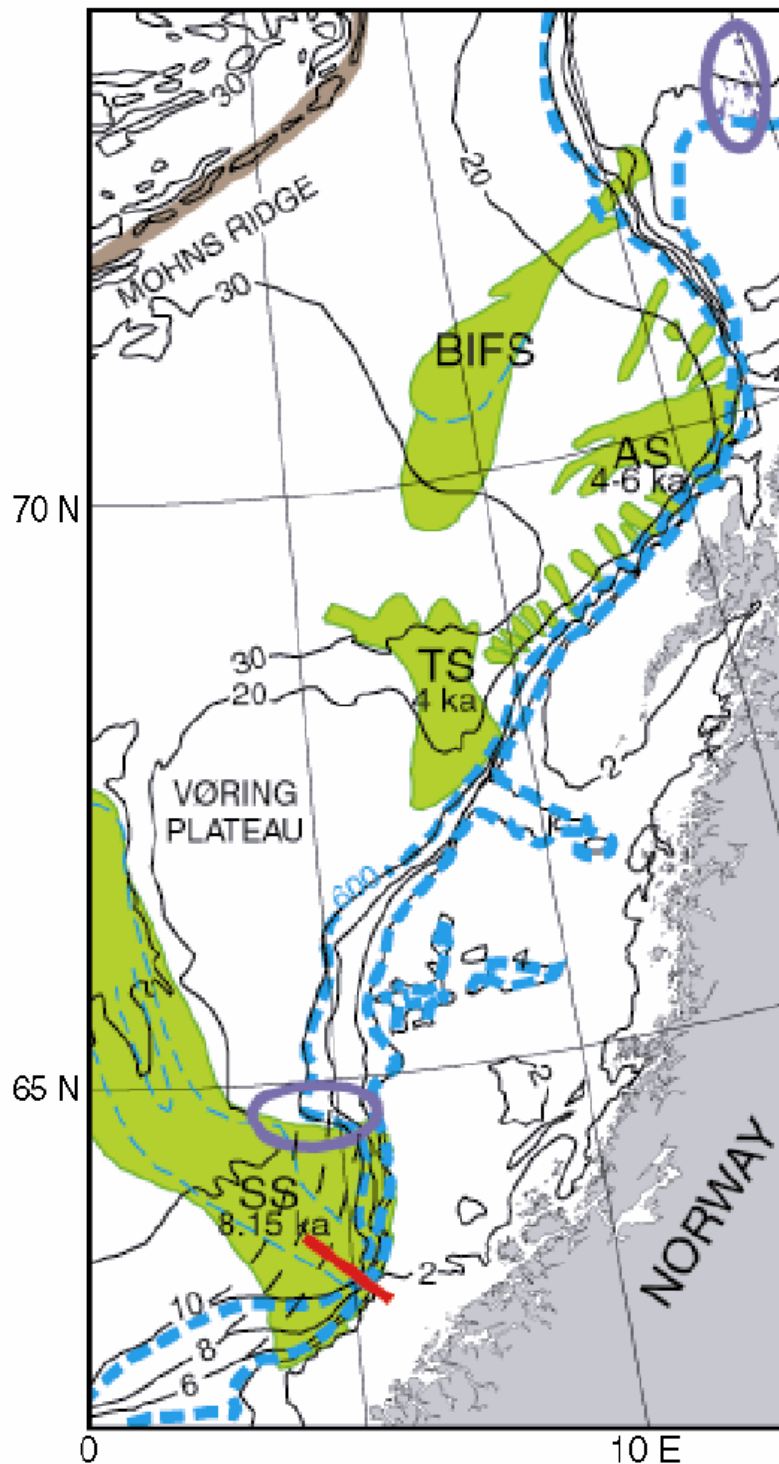 30
20
MOHNS RIDGE
30
BIFS
AS
4-6 ka
70 N
30
TS
20
4 ka
2
VØRING
PLATEAU
600
65 N
2
SS
8.15 ka
2
10
8
6
NORWAY
0
10 E